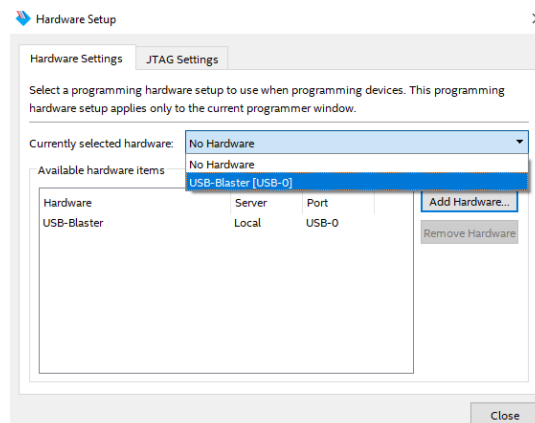 Hardware Setup
Hardware Settings JTAG Settings
Select a programming hardware setup to use when programming devices. This programming
hardware setup applies only to the current programmer window.
Currently selected hardware: No Hardware
No Hardware
USB-Blaster [USB-0]
Available hardware items
Hardware Server Port
USB-Blaster Local USB-0
Add Hardware...
Remove Hardware
Close